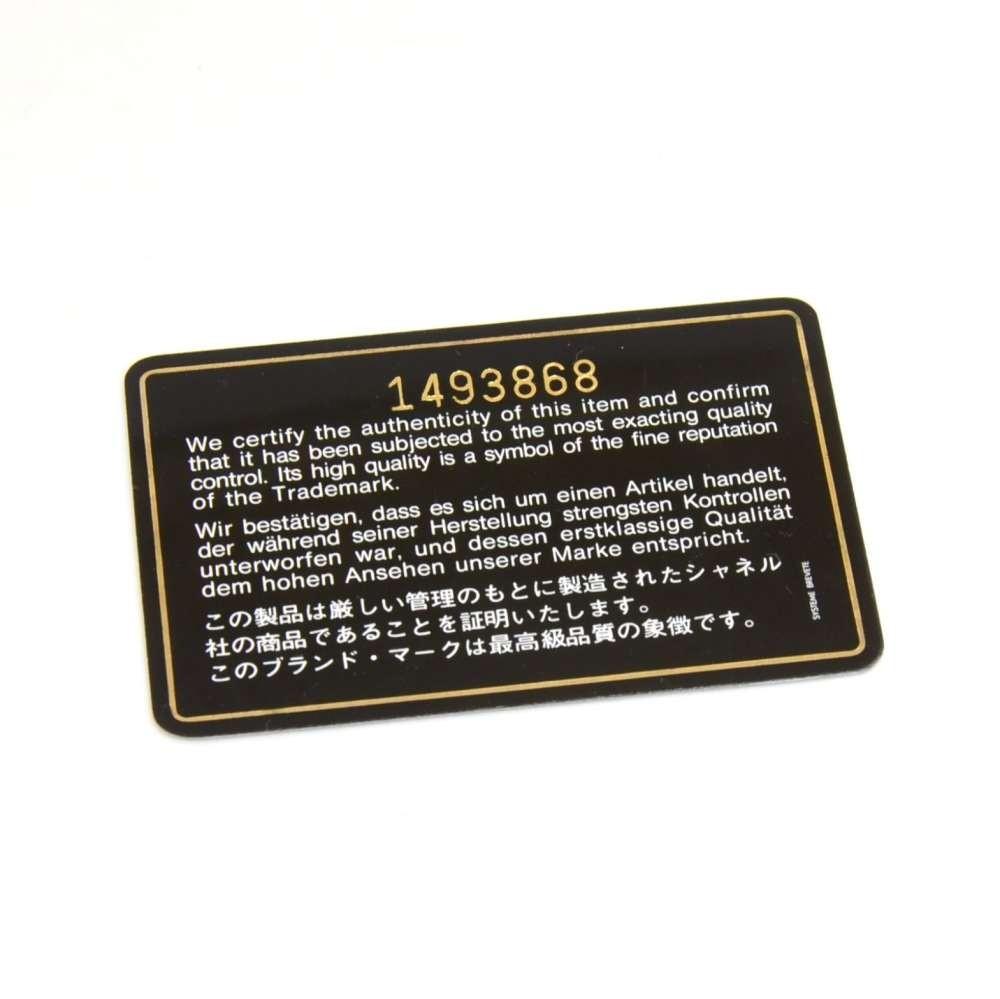 1493868
We certify the authenticity of this item and confirm
that it has been subjected to the most exacting quality
control. Its high quality is a symbol of the fine reputation
of the Trademark.
Wir bestätigen, dass es sich um einen Artikel handelt,
der während seiner Herstellung strengsten Kontrollen
unterworfen war, und dessen erstklassige Qualität
dem hohen Ansehen unserer Marke entspricht.
この製品は厳しい管理のもとに製造されたシャネル
社の商品であることを証明いたします。
このブランド・マークは最高級品質の象徴です。
SYSTEME BREVETE